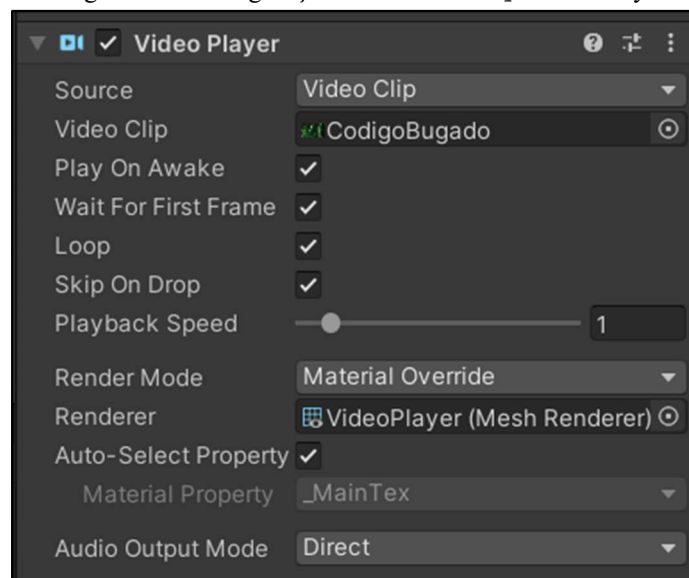 Video Player
Source Video Clip
Video Clip CodigoBugado
Play On Awake
Wait For First Frame
Loop
Skip On Drop
Playback Speed 1
Render Mode Material Override
Renderer VideoPlayer (Mesh Renderer)
Auto-Select Property
Material Property _MainTex
Audio Output Mode Direct